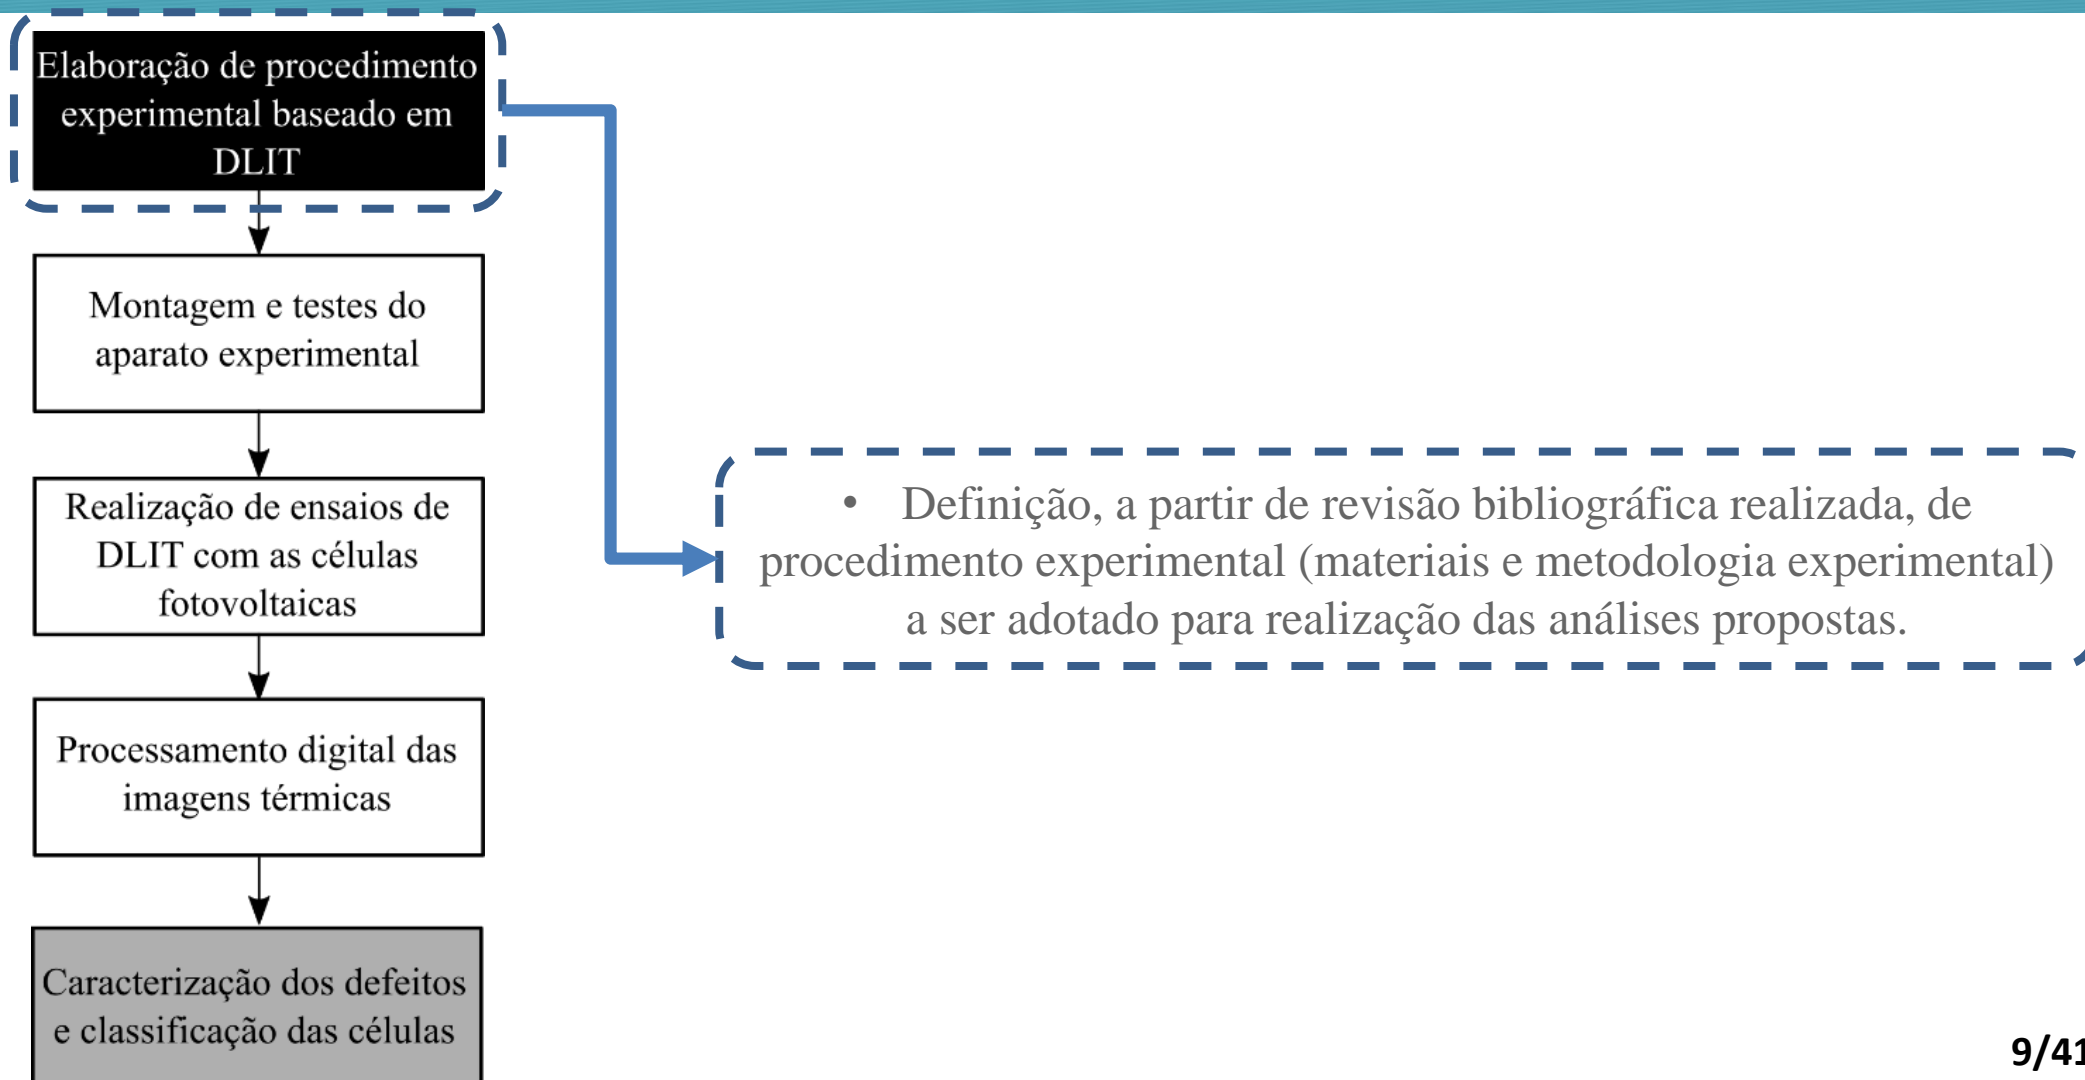 Elaboração de procedimento
experimental baseado em
DLIT
Montagem e testes do
aparato experimental
Realização de ensaios de
DLIT com as células
fotovoltaicas
Processamento digital das
imagens térmicas
Caracterização dos defeitos
e classificação das células
• Definição, a partir de revisão bibliográfica realizada, de
procedimento experimental (materiais e metodologia experimental)
a ser adotado para realização das análises propostas.
9/41